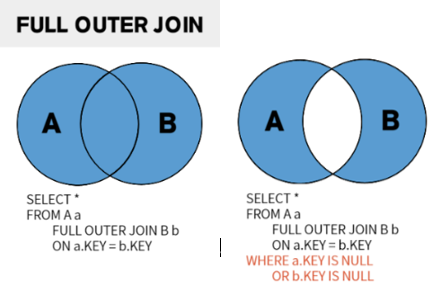 FULL OUTER JOIN
A B
SELECT *
FROM A a
FULL OUTER JOIN B b
ON a.KEY = b.KEY
A B
SELECT *
FROM A a
FULL OUTER JOIN B b
ON a.KEY = b.KEY
WHERE a.KEY IS NULL
OR b.KEY IS NULL